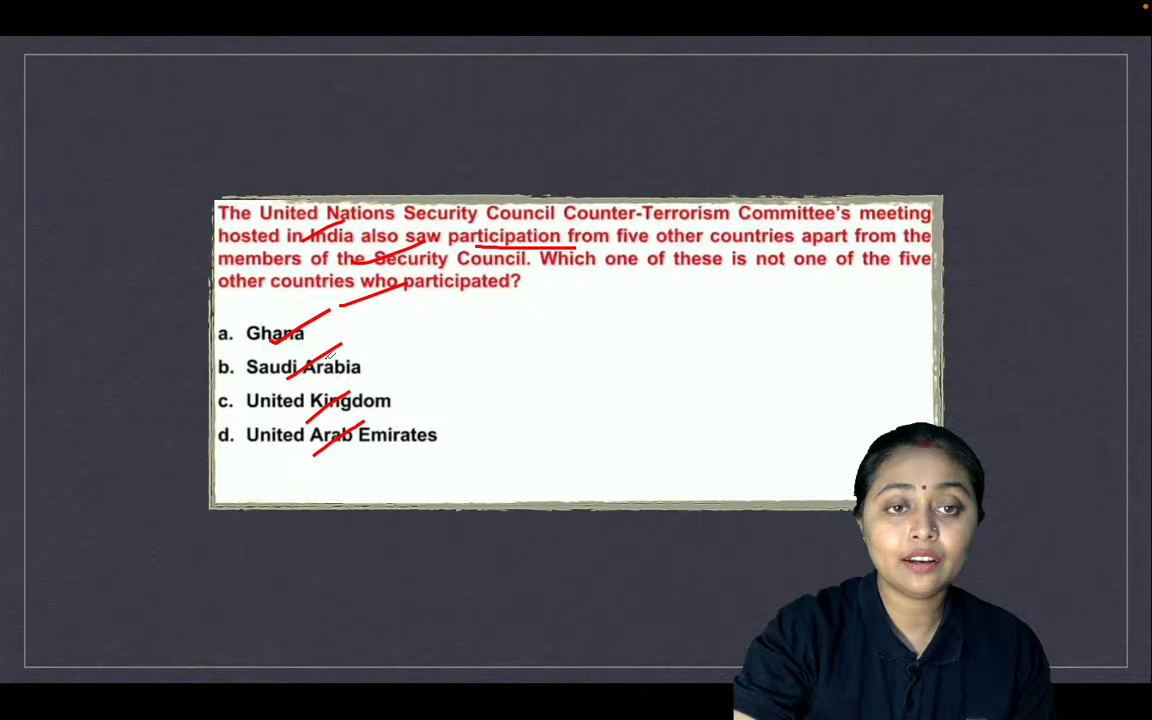 The United Nations Security Council Counter-Terrorism Committee's meeting
hosted in India also saw participation from five other countries apart from the
members of the Security Council. Which one of these is not one of the five
other countries who participated?
a. Ghana
b. Saudi Arabia
c. United Kingdom
d. United Arab Emirates